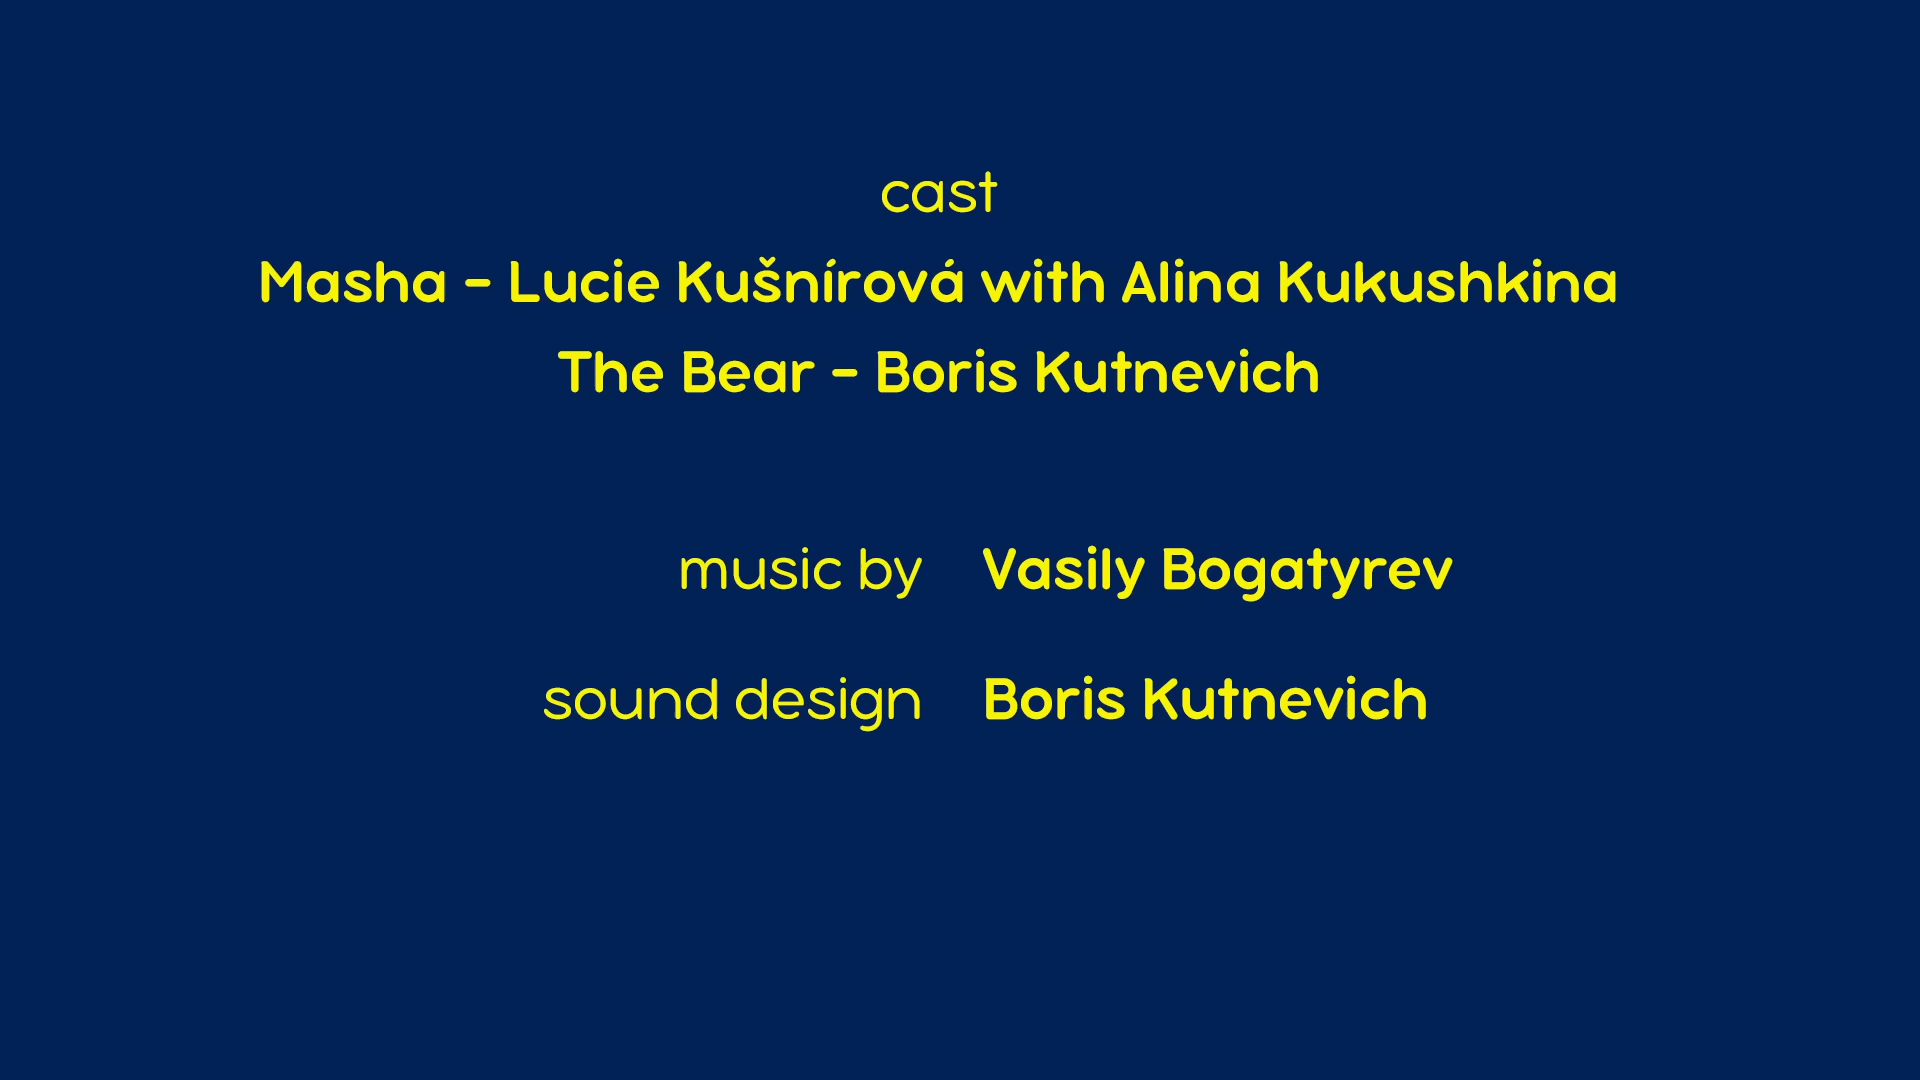 cast
Masha - Lucie Kušnírová with Alina Kukushkina
The Bear - Boris Kutnevich
music by Vasily Bogatyrev
sound design Boris Kutnevich